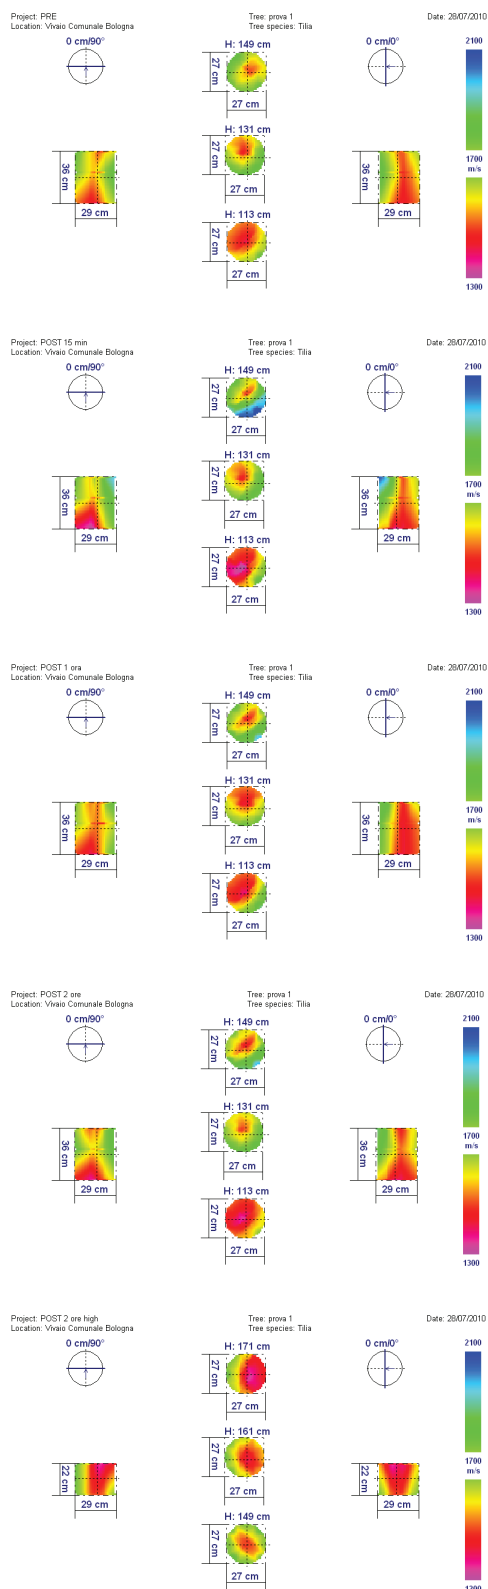 Project: PRE
Tree: prova 1
Date: 28/07/2010
Location: Vivaio Comunale Bologna
Tree species: Tilia
0 cm/90°
H: 149 cm
0 cm/0°
2100
27 cm
27 cm
H: 131 cm
27 cm
36 cm
36 cm
1700
m/s
29 cm
27 cm
29 cm
H: 113 cm
27 cm
27 cm
1300
Project: POST 15 min
Tree: prova 1
Date: 28/07/2010
Location: Vivaio Comunale Bologna
Tree species: Tilia
0 cm/90°
H: 149 cm
0 cm/0°
2100
27 cm
27 cm
H: 131 cm
27 cm
36 cm
36 cm
1700
m/s
27 cm
29 cm
29 cm
H: 113 cm
27 cm
27 cm
1300
Project: POST 1 ora
Tree: prova 1
Date: 28/07/2010
Location: Vivaio Comunale Bologna
Tree species: Tilia
0 cm/90°
H: 149 cm
0 cm/0°
2100
27 cm
27 cm
H: 131 cm
27 cm
36 cm
36 cm
1700
m/s
27 cm
29 cm
29 cm
H: 113 cm
27 cm
27 cm
1300
Project: POST 2 ore
Tree: prova 1
Date: 28/07/2010
Location: Vivaio Comunale Bologna
Tree species: Tilia
0 cm/90°
H: 149 cm
0 cm/0°
2100
27 cm
27 cm
H: 131 cm
27 cm
36 cm
36 cm
1700
m/s
27 cm
29 cm
29 cm
H: 113 cm
27 cm
27 cm
1300
Project: POST 2 ore high
Tree: prova 1
Date: 28/07/2010
Location: Vivaio Comunale Bologna
Tree species: Tilia
0 cm/90°
H: 171 cm
0 cm/0°
2100
27 cm
27 cm
H: 161 cm
27 cm
22 cm
22 cm
1700
m/s
27 cm
29 cm
29 cm
H: 149 cm
27 cm
27 cm
1300